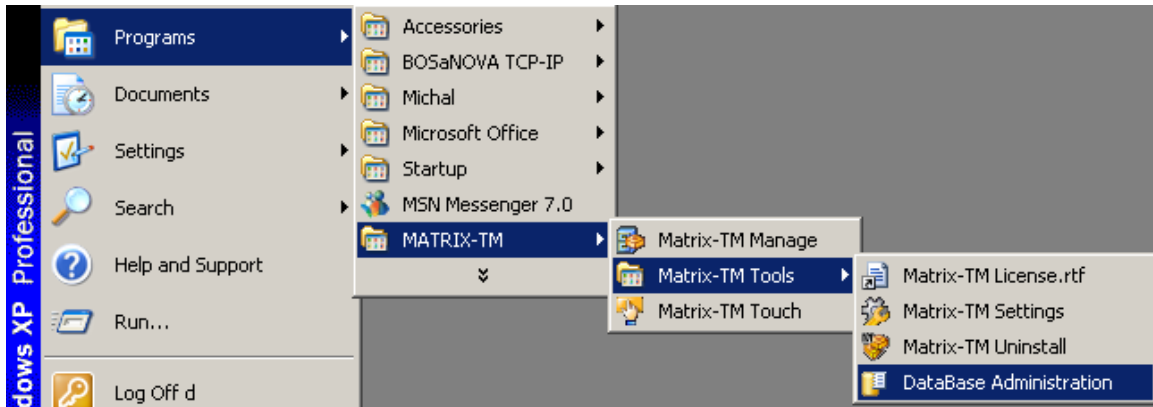 dows XP Professional
Programs
Documents
Settings
Search
Help and Support
Run...
Log Off d
Accessories
BOSaNOVA TCP-IP
Michal
Microsoft Office
Startup
MSN Messenger 7.0
MATRIX-TM
Matrix-TM Manage
Matrix-TM Tools
Matrix-TM Touch
Matrix-TM License.rtf
Matrix-TM Settings
Matrix-TM Uninstall
DataBase Administration